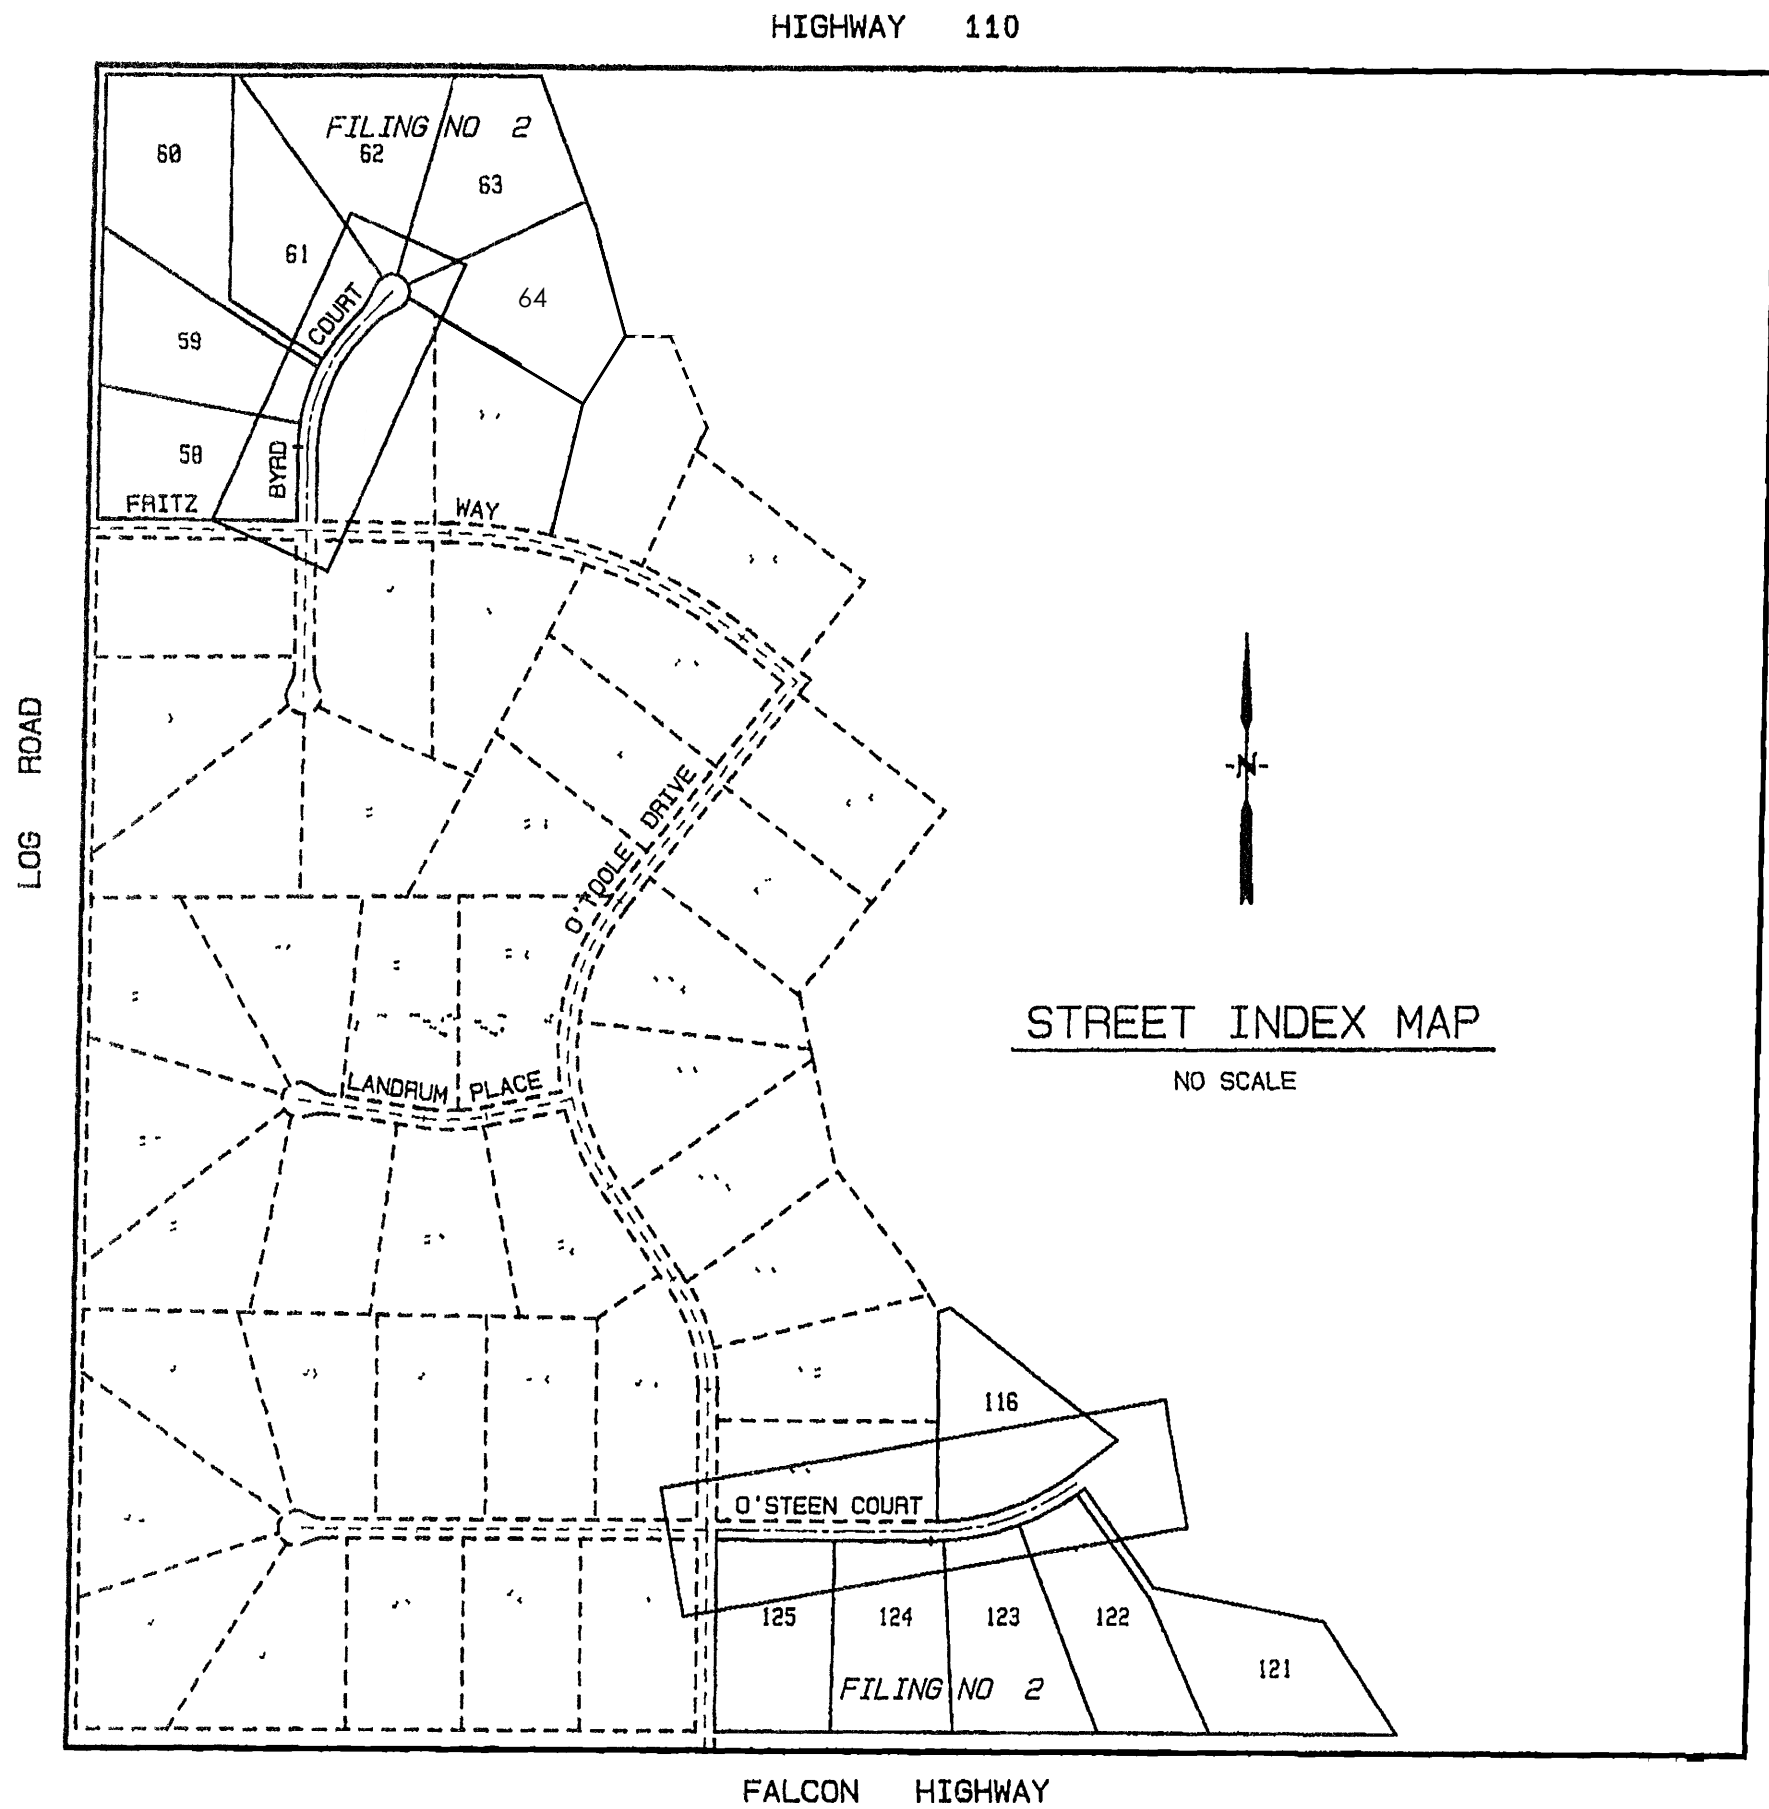 HIGHWAY 110
FILING NO 2
60
62
63
61
64
COURT
59
58
BYRD
FRITZ WAY
LOG ROAD
N
O'TOOLE DRIVE
STREET INDEX MAP
NO SCALE
LANDRUM PLACE
116
O'STEEN COURT
125
124
123
122
121
FILING NO 2
FALCON HIGHWAY